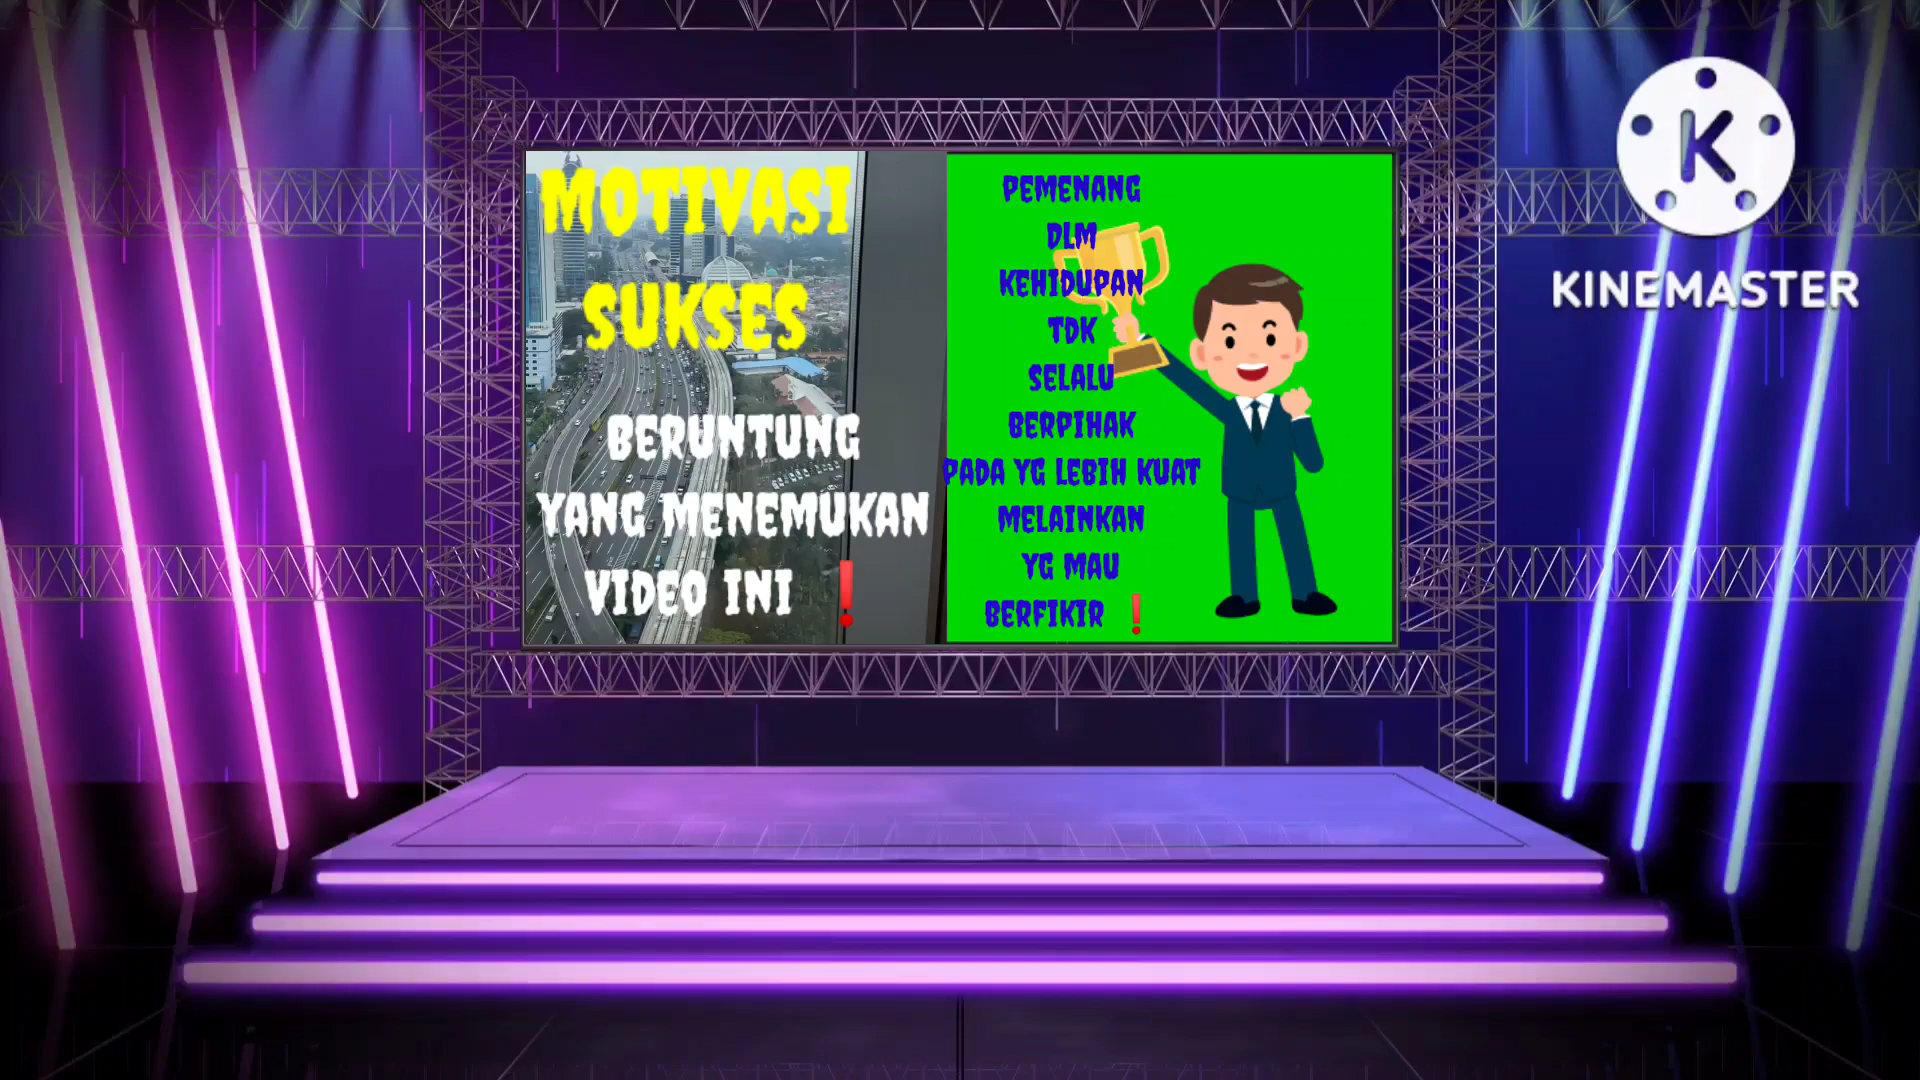 MOTIVASI
SUKSES
BERUNTUNG
YANG MENEMUKAN
VIDEO INI ❗
PEMENANG
DLM
KEHIDUPAN
TDK
SELALU
BERPIHAK
PADA YG LEBIH KUAT
MELAINKAN
YG MAU
BERFIKIR ❗
K
KINEMASTER